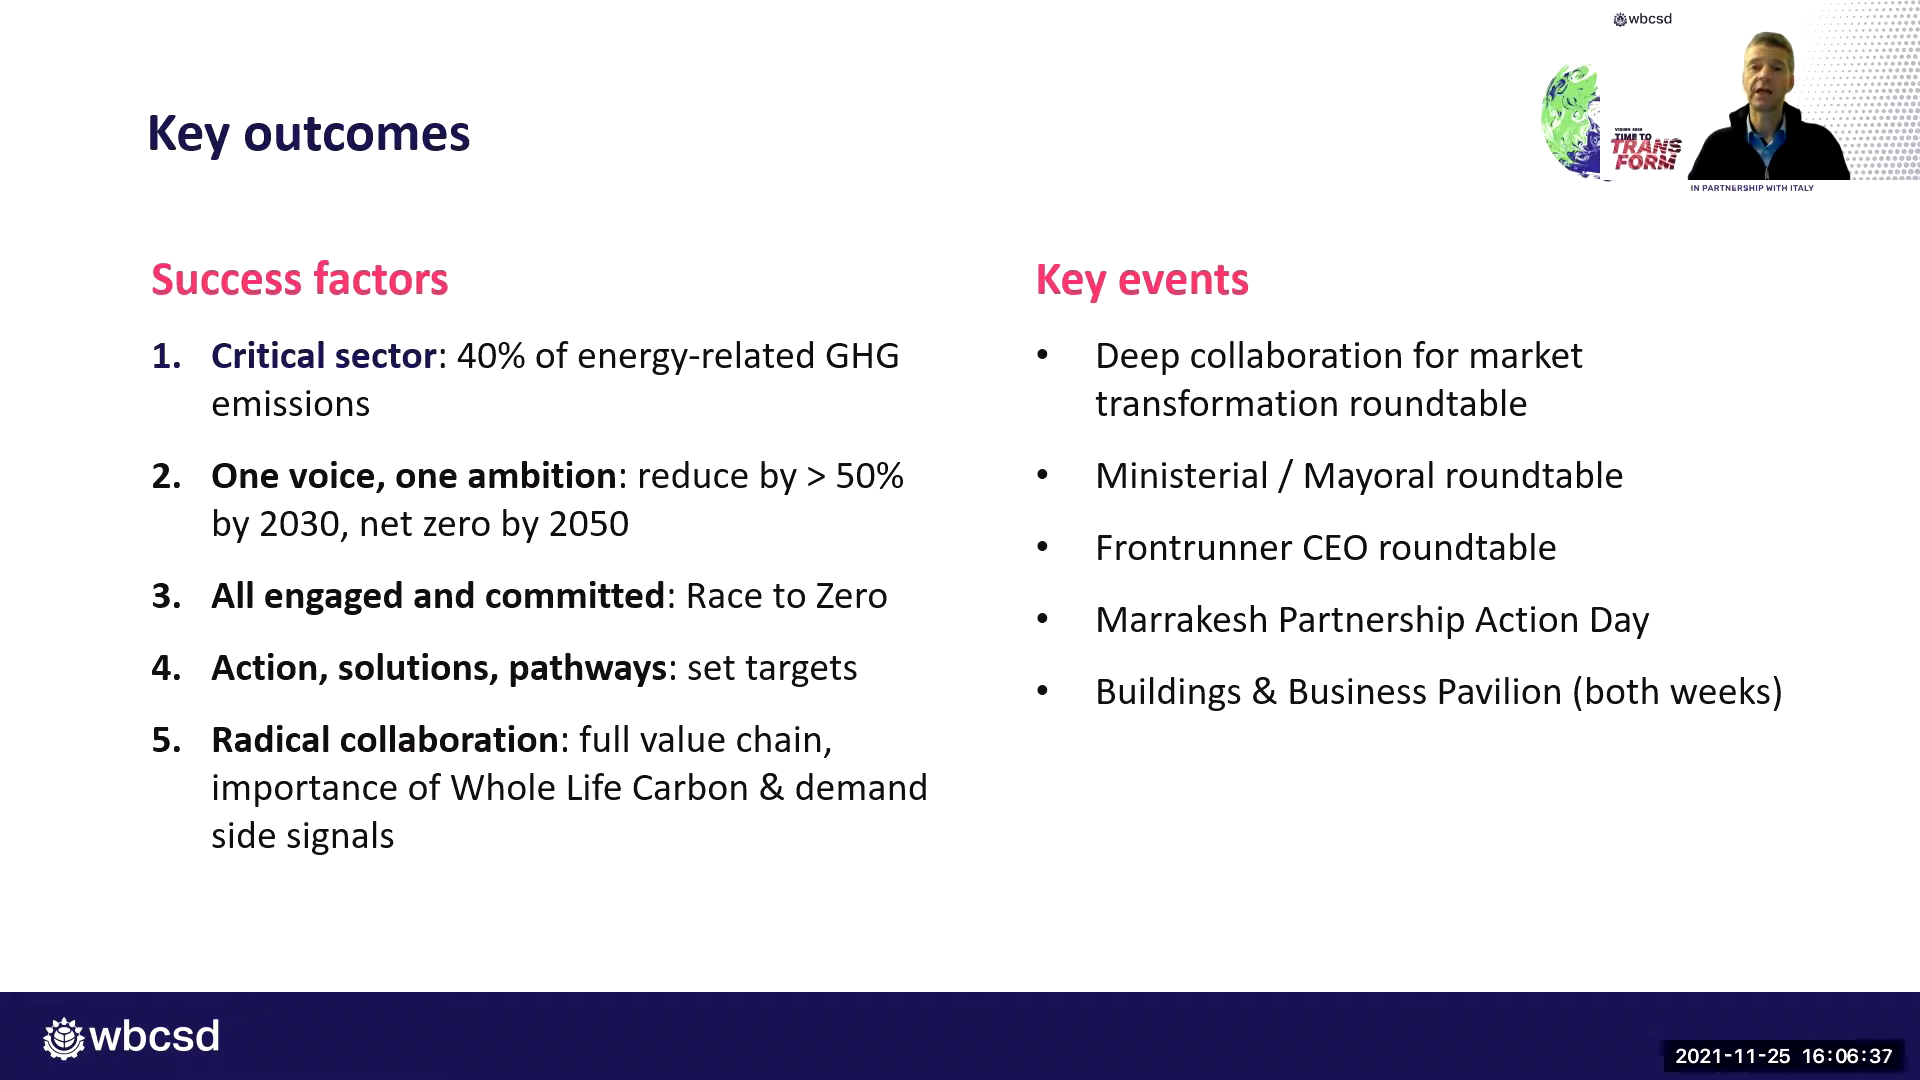 wbcsd
Key outcomes
VISION 2050
TIME TO
TRANS
FORM
IN PARTNERSHIP WITH ITALY
Success factors
1. Critical sector: 40% of energy-related GHG
emissions
2. One voice, one ambition: reduce by > 50%
by 2030, net zero by 2050
3. All engaged and committed: Race to Zero
4. Action, solutions, pathways: set targets
5. Radical collaboration: full value chain,
importance of Whole Life Carbon & demand
side signals
Key events
• Deep collaboration for market
transformation roundtable
• Ministerial / Mayoral roundtable
• Frontrunner CEO roundtable
• Marrakesh Partnership Action Day
• Buildings & Business Pavilion (both weeks)
wbcsd
2021-11-25 16:06:37